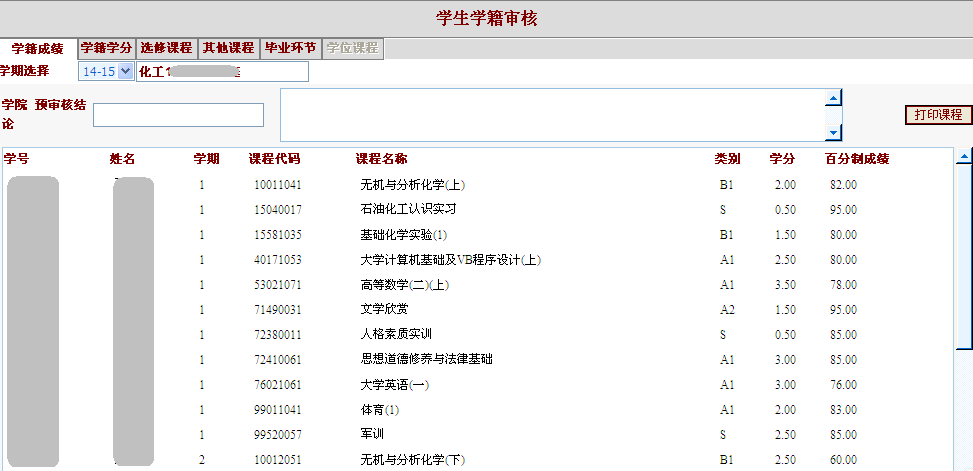 学生学籍审核
学籍成绩 学籍学分 选修课程 其他课程 毕业环节 学位课程
学期选择 14-15 化工
学院 预审核结
论
打印课程
学号 姓名 学期 课程代码 课程名称 类别 学分 百分制成绩
1 10011041 无机与分析化学(上) B1 2.00 82.00
1 15040017 石油化工认识实习 S 0.50 95.00
1 15581035 基础化学实验(1) B1 1.50 80.00
1 40171053 大学计算机基础及VB程序设计(上) A1 2.50 80.00
1 53021071 高等数学(二)(上) A1 3.50 78.00
1 71490031 文学欣赏 A2 1.50 95.00
1 72380011 人格素质实训 S 0.50 85.00
1 72410061 思想道德修养与法律基础 A1 3.00 85.00
1 76021061 大学英语(一) A1 3.00 76.00
1 99011041 体育(1) A1 2.00 83.00
1 99520057 军训 S 2.50 85.00
2 10012051 无机与分析化学(下) B1 2.50 60.00